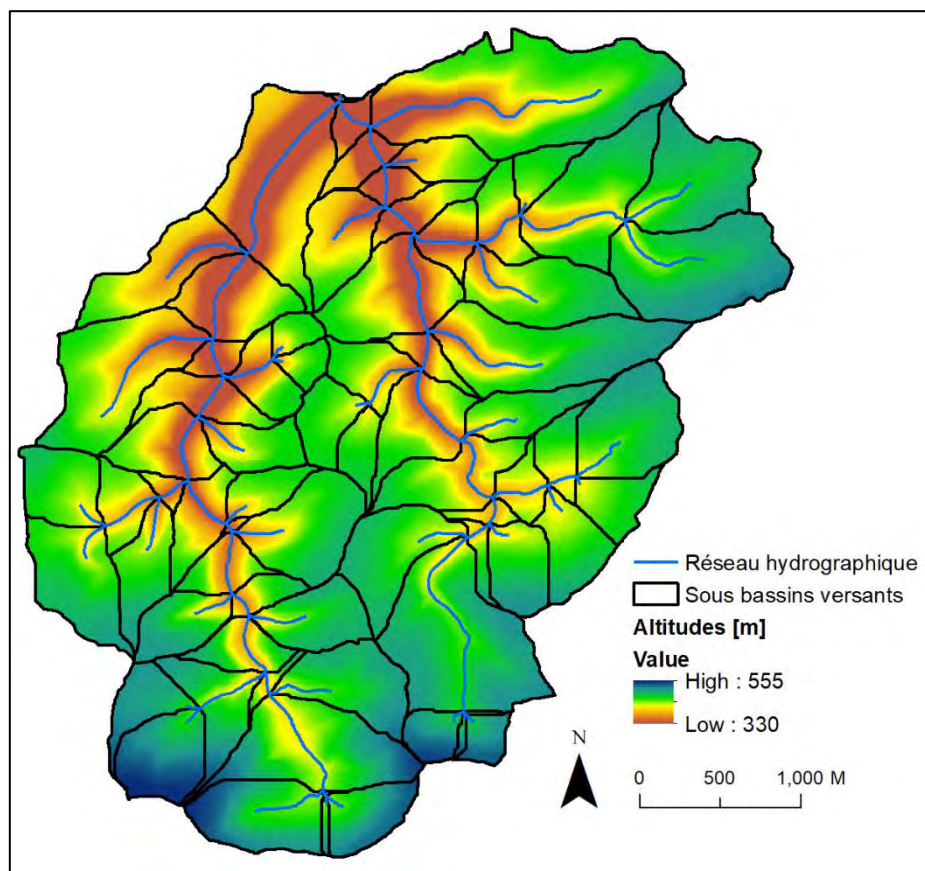 Réseau hydrographique
Sous bassins versants
Altitudes [m]
Value
High : 555
Low : 330
N
0 500 1,000 M